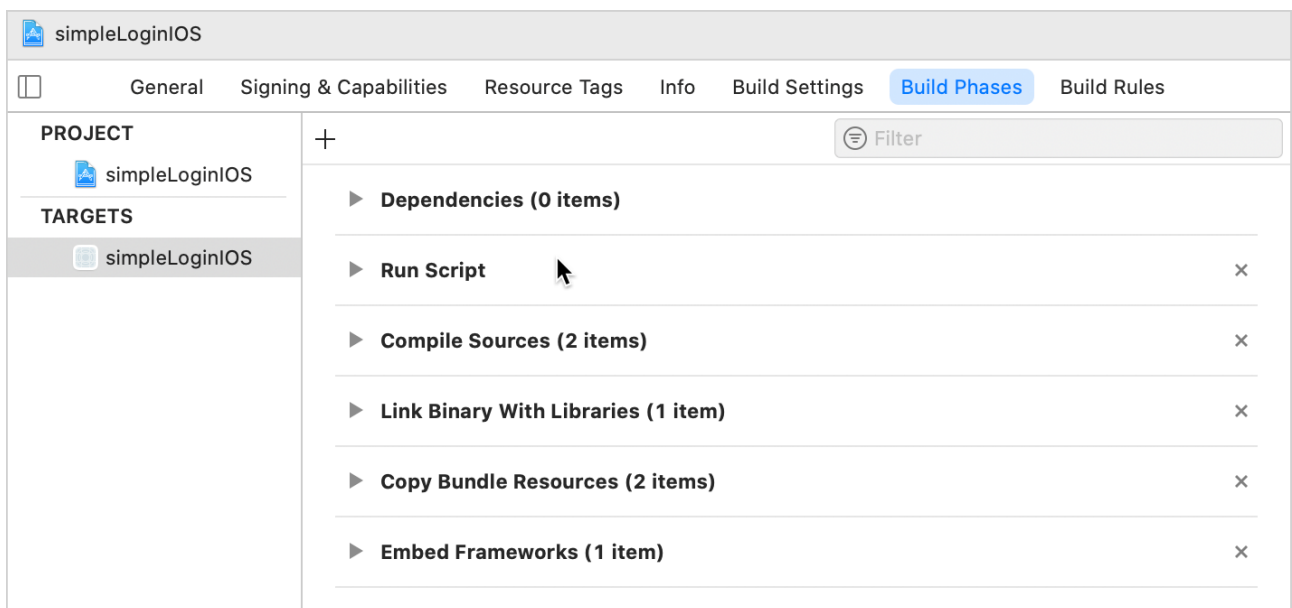 simpleLoginIOS
General Signing & Capabilities Resource Tags Info Build Settings Build Phases Build Rules
PROJECT
simpleLoginIOS
TARGETS
simpleLoginIOS
Filter
Dependencies (0 items)
Run Script
Compile Sources (2 items)
Link Binary With Libraries (1 item)
Copy Bundle Resources (2 items)
Embed Frameworks (1 item)